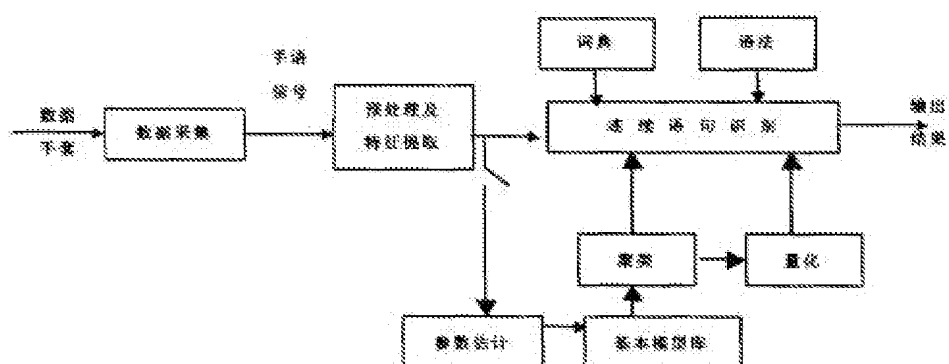 词典
语法
手语
信号
数据
手套
数据采集
预处理及
特征提取
连续语句识别
输出
结果
聚类
量化
参数估计
基本模型库